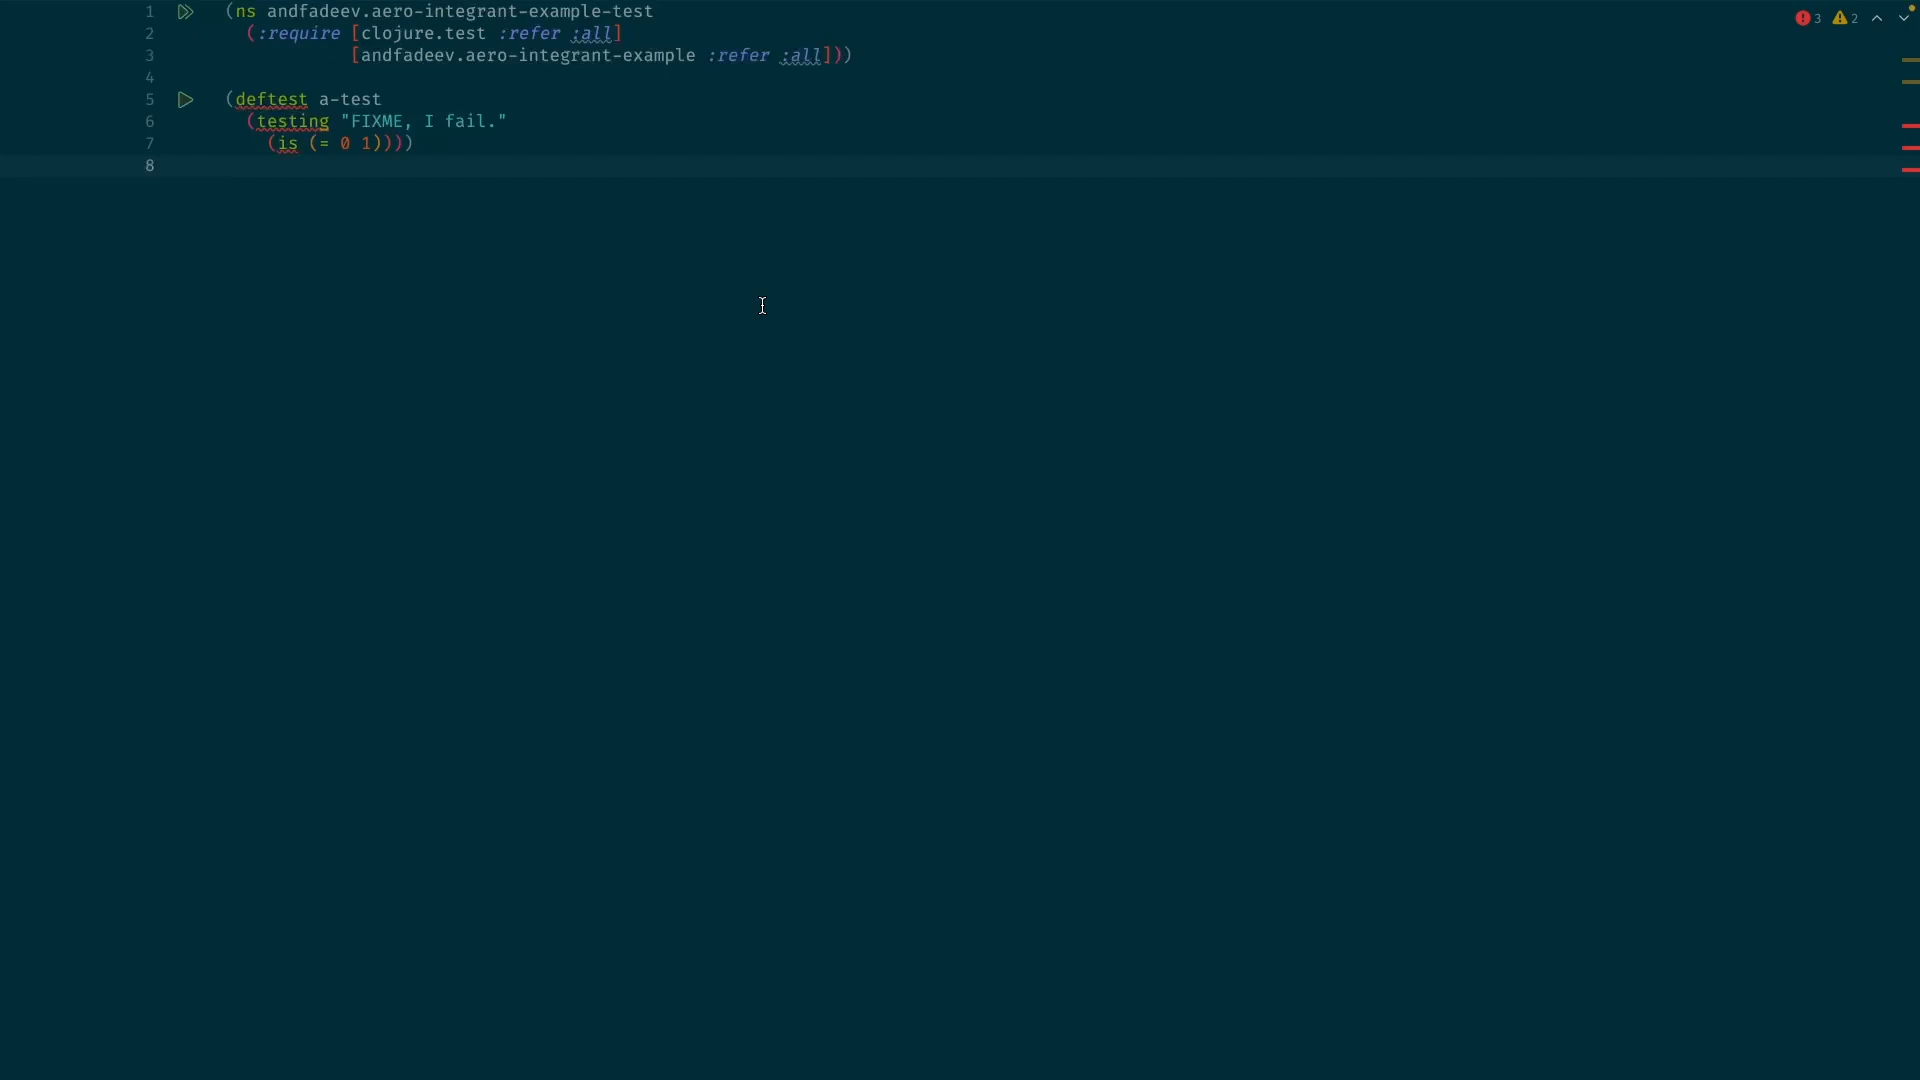 1 (ns andfadeev.aero-integrant-example-test
3 2
2 (:require [clojure.test :refer :all]
3 [andfadeev.aero-integrant-example :refer :all]))
4
5 (deftest a-test
6 (testing "FIXME, I fail."
7 (is (= 0 1))))
8